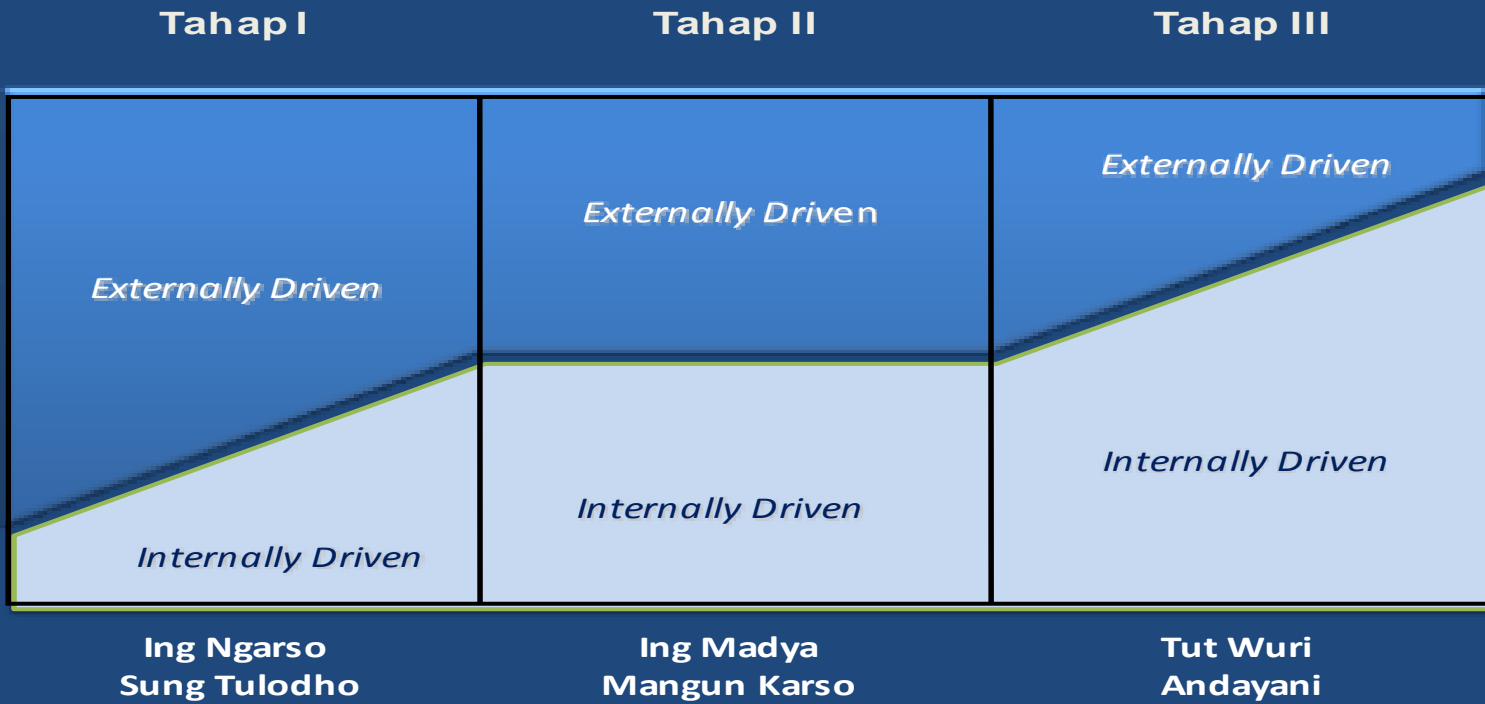 Tahap I
Tahap II
Tahap III
Externally Driven
Externally Driven
Externally Driven
Internally Driven
Internally Driven
Internally Driven
Ing Ngarso
Sung Tulodho
Ing Madya
Mangun Karso
Tut Wuri
Andayani